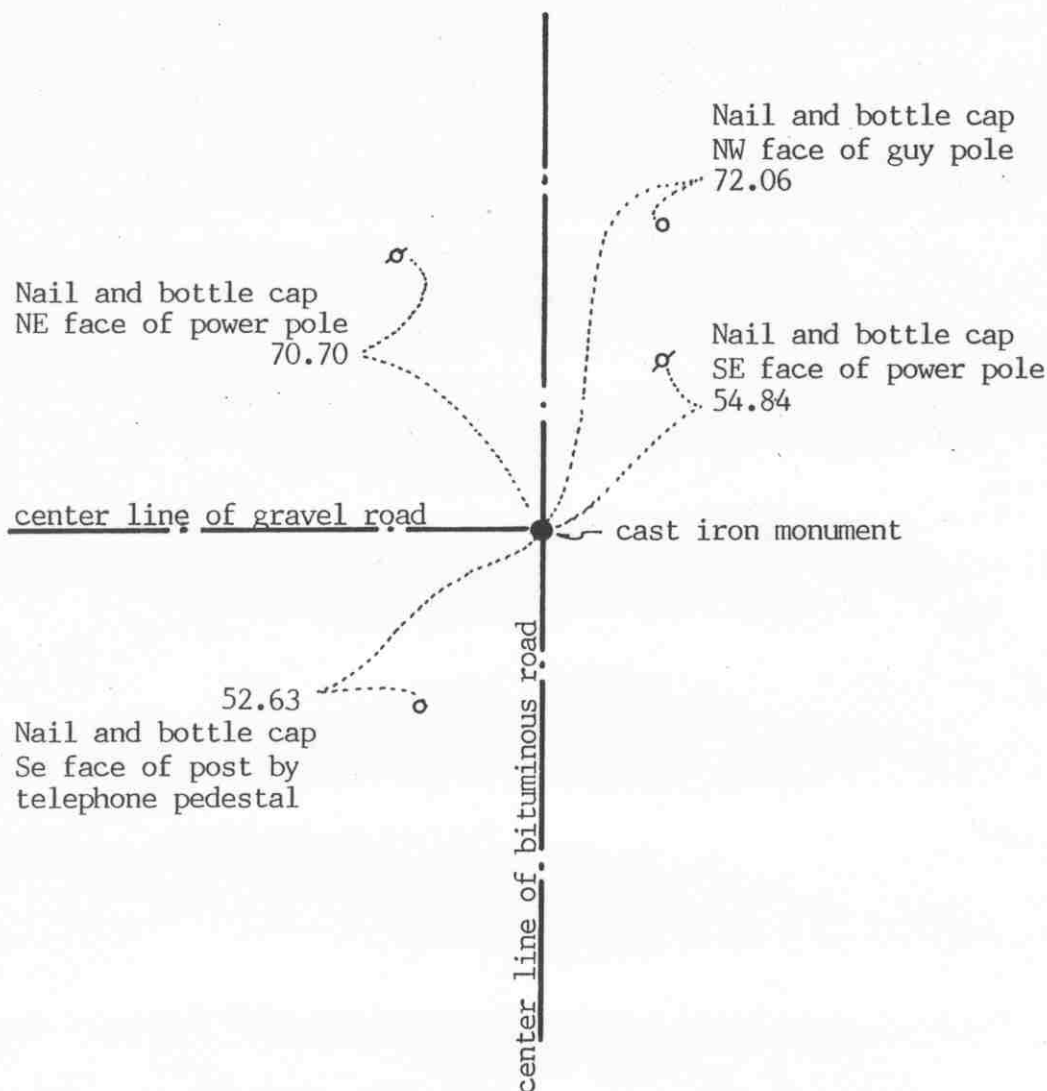 Nail and bottle cap
NW face of guy pole
72.06
Nail and bottle cap
NE face of power pole
70.70
Nail and bottle cap
SE face of power pole
54.84
center line of gravel road
cast iron monument
52.63
Nail and bottle cap
Se face of post by
telephone pedestal
center line of bituminous road